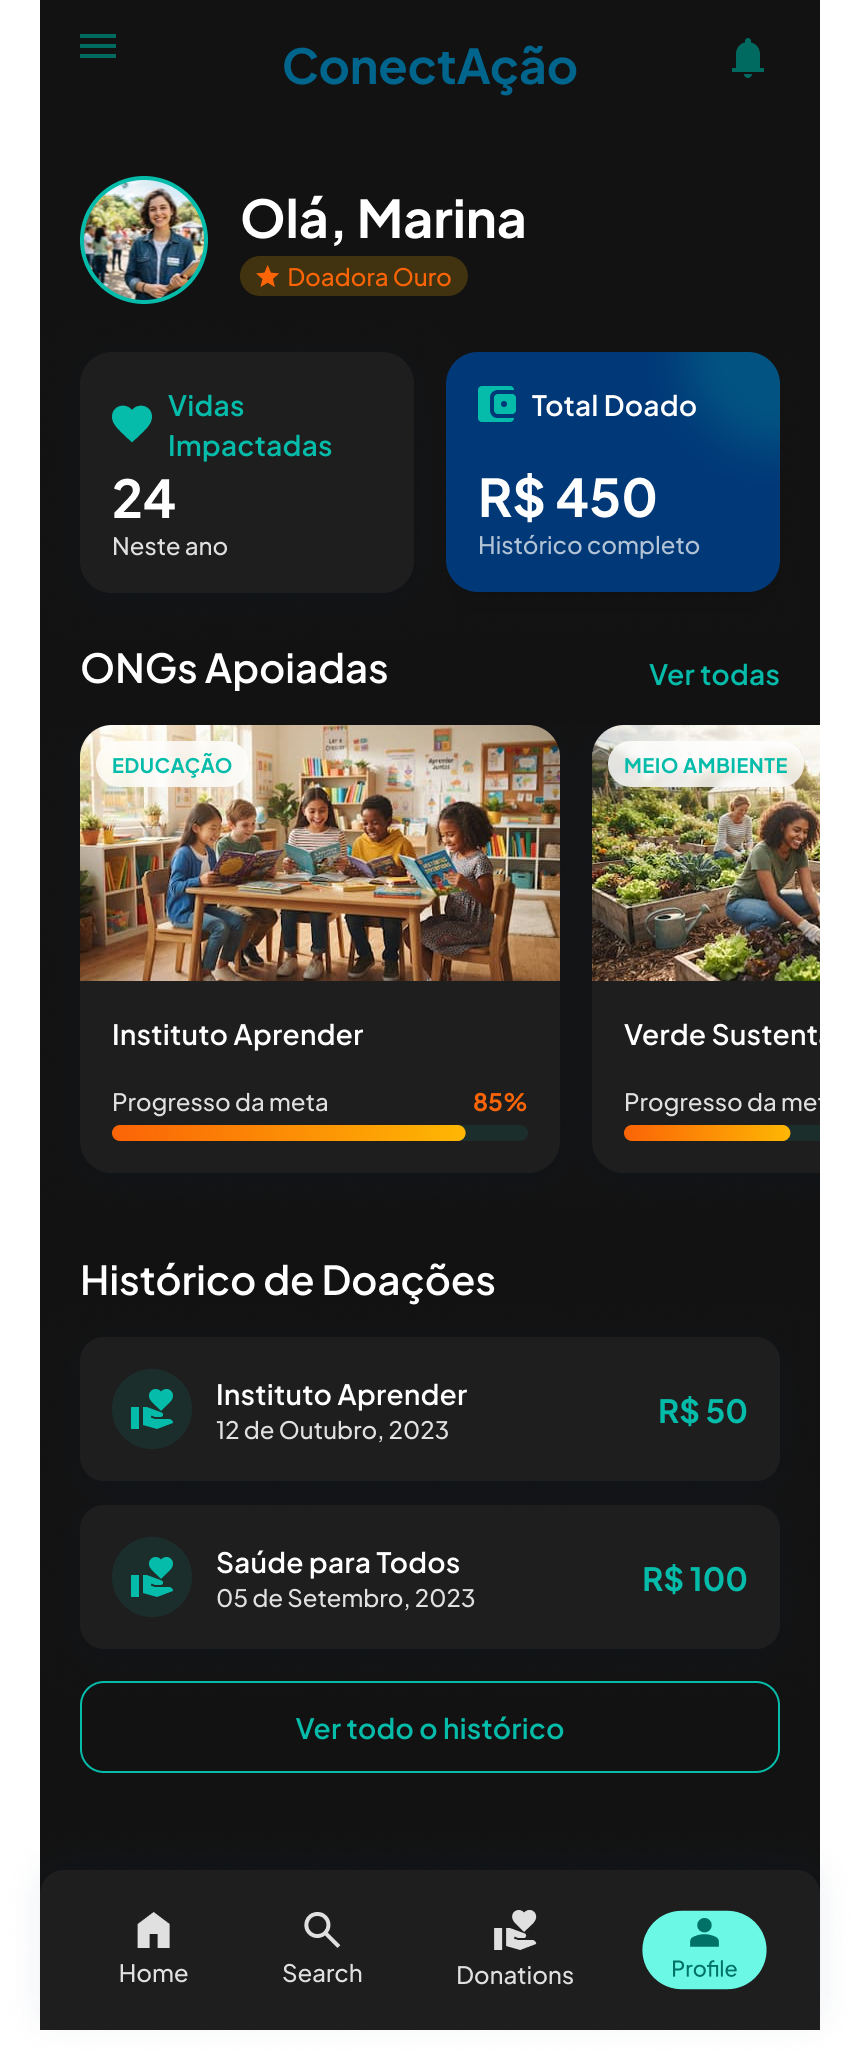 ConectAção
Olá, Marina
Doadora Ouro
Vidas
Impactadas
24
Neste ano
Total Doado
R$ 450
Histórico completo
ONGs Apoiadas
Ver todas
EDUCAÇÃO
Instituto Aprender
Progresso da meta
85%
MEIO AMBIENTE
Verde Sustent
Progresso da met
Histórico de Doações
Instituto Aprender
12 de Outubro, 2023
R$ 50
Saúde para Todos
05 de Setembro, 2023
R$ 100
Ver todo o histórico
Home
Search
Donations
Profile